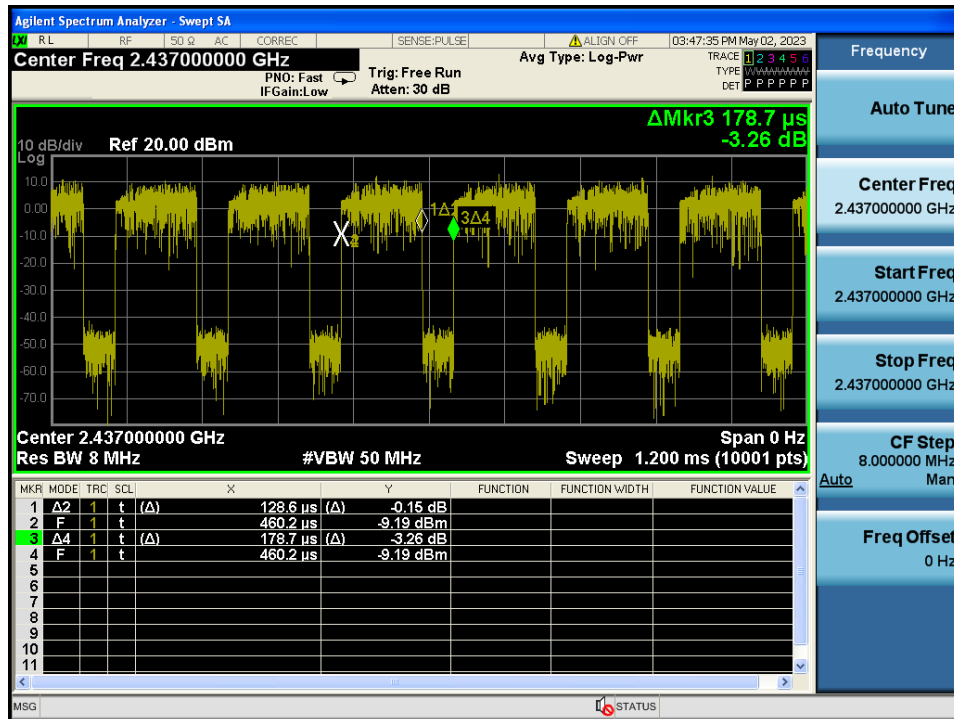 Agilent Spectrum Analyzer - Swept SA
LXI RL RF 50 Ω AC CORREC SENSE:PULSE ALIGN OFF 03:47:35 PM May 02, 2023
Center Freq 2.437000000 GHz
PNO: Fast
IFGain:Low
Trig: Free Run
Atten: 30 dB
Avg Type: Log-Pwr
TRACE 1 2 3 4 5 6
TYPE WWWWWW
DET P P P P P P
ΔMkr3 178.7 µs
-3.26 dB
10 dB/div Ref 20.00 dBm
Log
10.0
0.00
-10.0
-20.0
-30.0
-40.0
-50.0
-60.0
-70.0
3Δ4
Center 2.437000000 GHz Span 0 Hz
Res BW 8 MHz #VBW 50 MHz Sweep 1.200 ms (10001 pts)
MKR MODE TRC SCL X Y FUNCTION FUNCTION WIDTH FUNCTION VALUE
1 Δ2 1 t (Δ) 128.6 µs (Δ) -0.15 dB
2 F 1 t 460.2 µs -9.19 dBm
3 Δ4 1 t (Δ) 178.7 µs (Δ) -3.26 dB
4 F 1 t 460.2 µs -9.19 dBm
5
6
7
8
9
10
11
MSG STATUS
Frequency
Auto Tune
Center Freq
2.437000000 GHz
Start Freq
2.437000000 GHz
Stop Freq
2.437000000 GHz
CF Step
8.000000 MHz
Auto Man
Freq Offset
0 Hz